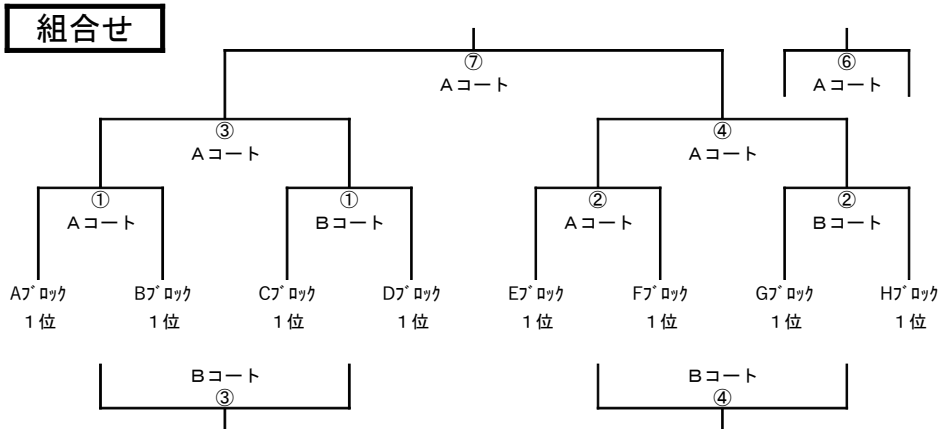 組合せ
⑦
Aコート
⑥
Aコート
③
Aコート
④
Aコート
①
Aコート
①
Bコート
②
Aコート
②
Bコート
Aブロック Bブロック Cブロック Dブロック Eブロック Fブロック Gブロック Hブロック
1位 1位 1位 1位 1位 1位 1位 1位
Bコート Bコート
③ ④